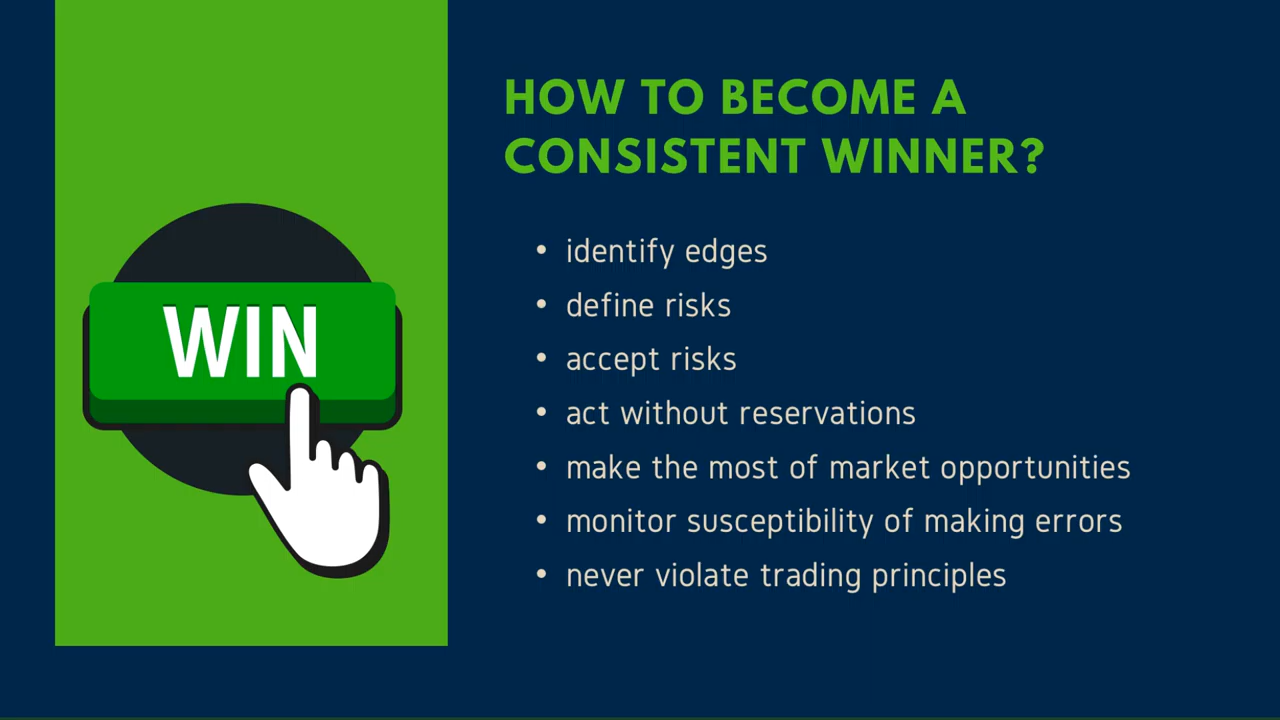 WIN
HOW TO BECOME A
CONSISTENT WINNER?
• identify edges
• define risks
• accept risks
• act without reservations
• make the most of market opportunities
• monitor susceptibility of making errors
• never violate trading principles